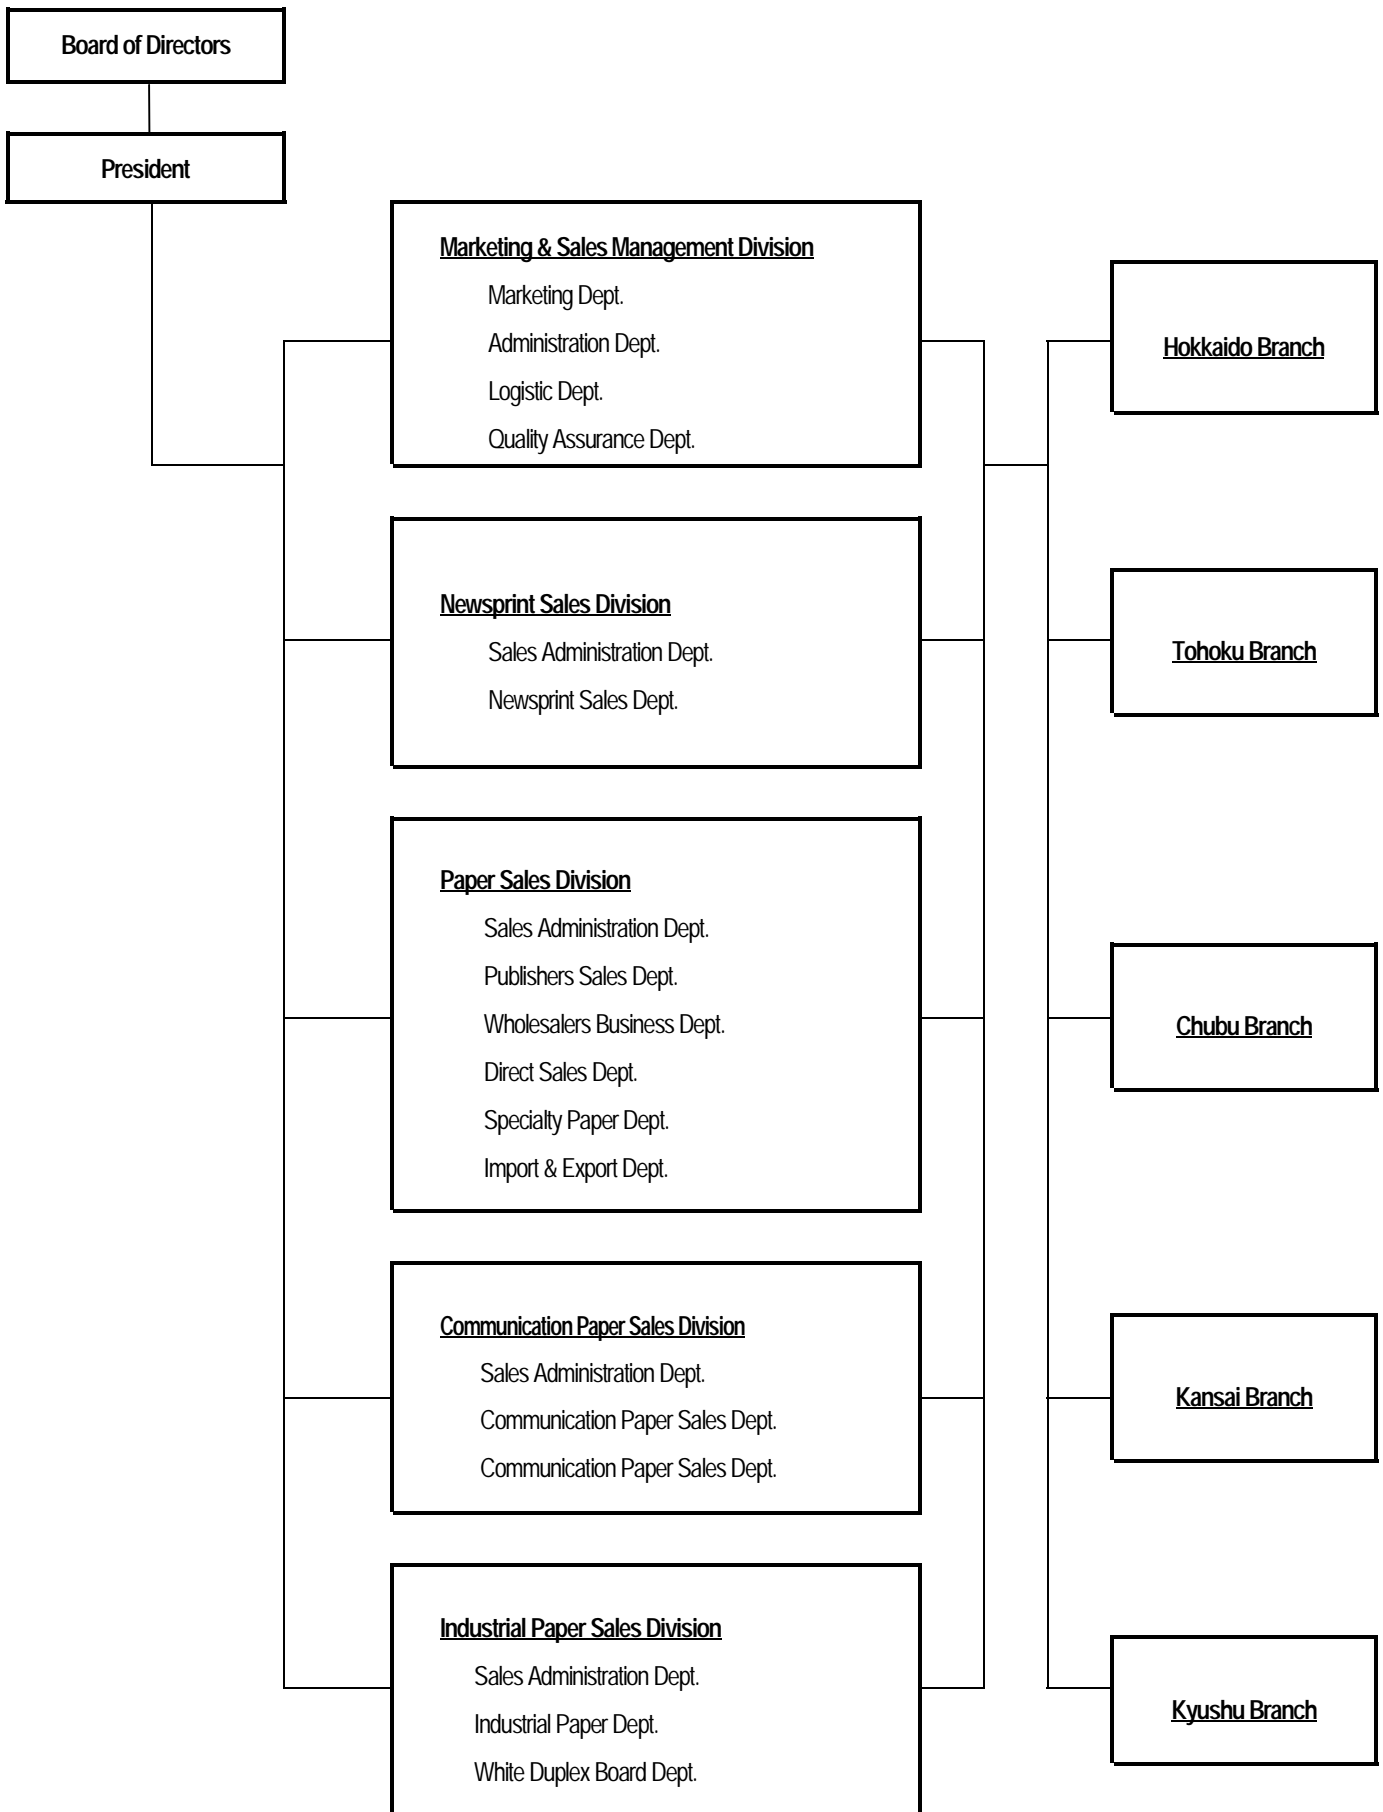 Board of Directors
President
Marketing & Sales Management Division
Marketing Dept.
Administration Dept.
Logistic Dept.
Quality Assurance Dept.
Newsprint Sales Division
Sales Administration Dept.
Newsprint Sales Dept.
Paper Sales Division
Sales Administration Dept.
Publishers Sales Dept.
Wholesalers Business Dept.
Direct Sales Dept.
Specialty Paper Dept.
Import & Export Dept.
Communication Paper Sales Division
Sales Administration Dept.
Communication Paper Sales Dept.
Communication Paper Sales Dept.
Industrial Paper Sales Division
Sales Administration Dept.
Industrial Paper Dept.
White Duplex Board Dept.
Hokkaido Branch
Tohoku Branch
Chubu Branch
Kansai Branch
Kyushu Branch